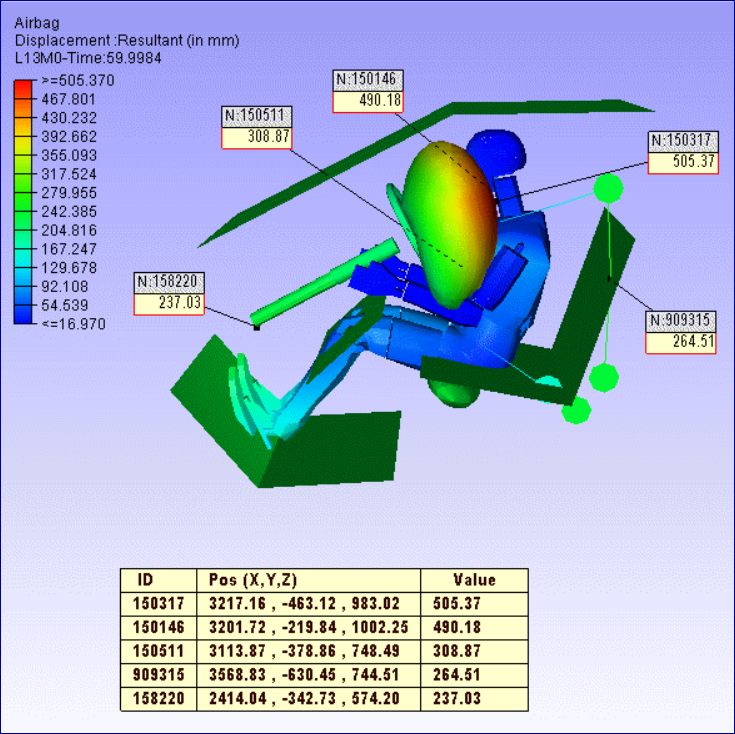 Airbag
Displacement :Resultant (in mm)
L13M0-Time:59.9984
>=505.370
467.801
430.232
392.662
355.093
317.524
279.955
242.385
204.816
167.247
129.678
92.108
54.539
<=16.970
N:150146
490.18
N:150511
308.87
N:150317
505.37
N:158220
237.03
N:909315
264.51
ID Pos (X,Y,Z) Value
150317 3217.16 , -463.12 , 983.02 505.37
150146 3201.72 , -219.84 , 1002.25 490.18
150511 3113.87 , -378.86 , 748.49 308.87
909315 3568.83 , -630.45 , 744.51 264.51
158220 2414.04 , -342.73 , 574.20 237.03